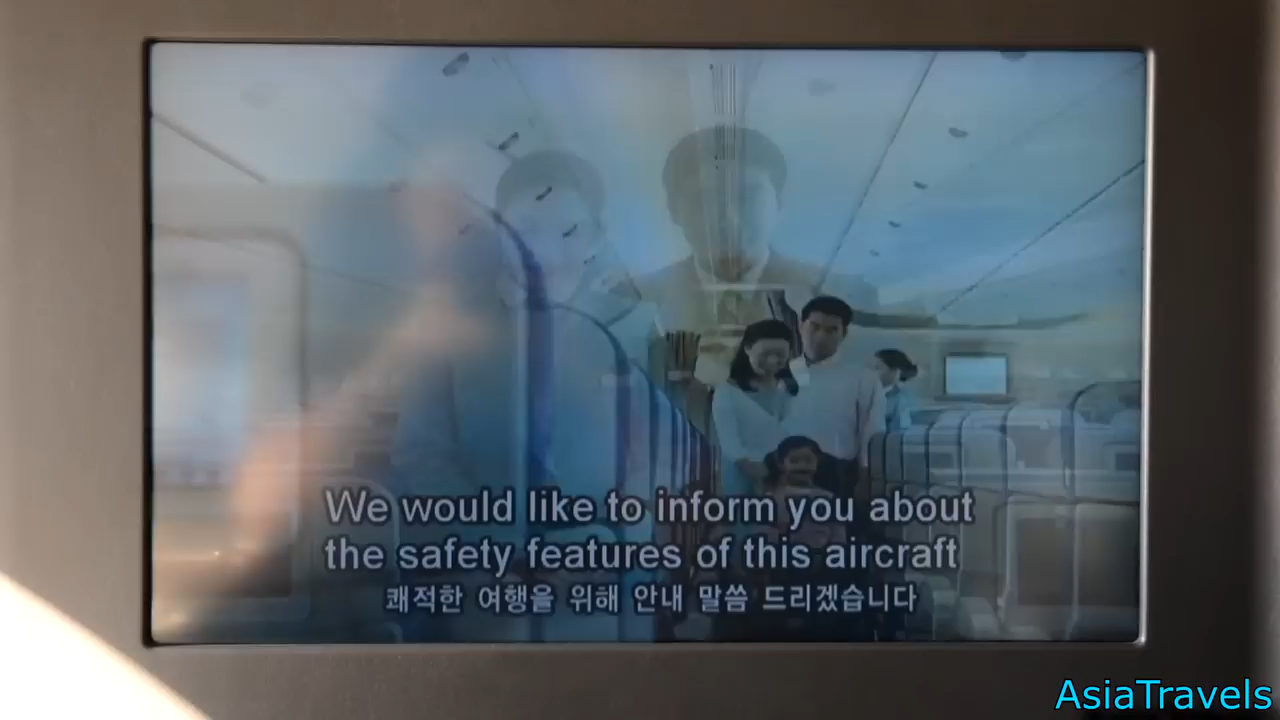 We would like to inform you about
the safety features of this aircraft
쾌적한 여행을 위해 안내 말씀 드리겠습니다
AsiaTravels